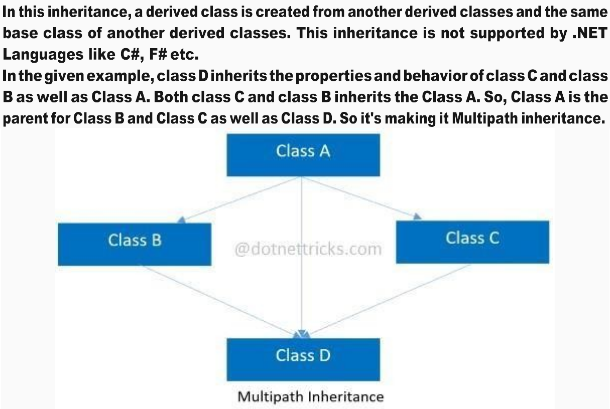 In this inheritance, a derived class is created from another derived classes and the same
base class of another derived classes. This inheritance is not supported by .NET
Languages like C#, F# etc.
In the given example, class D inherits the properties and behavior of class C and class
B as well as Class A. Both class C and class B inherits the Class A. So, Class A is the
parent for Class B and Class C as well as Class D. So it's making it Multipath inheritance.
Class A
Class B
@dotnettricks.com
Class C
Class D
Multipath Inheritance